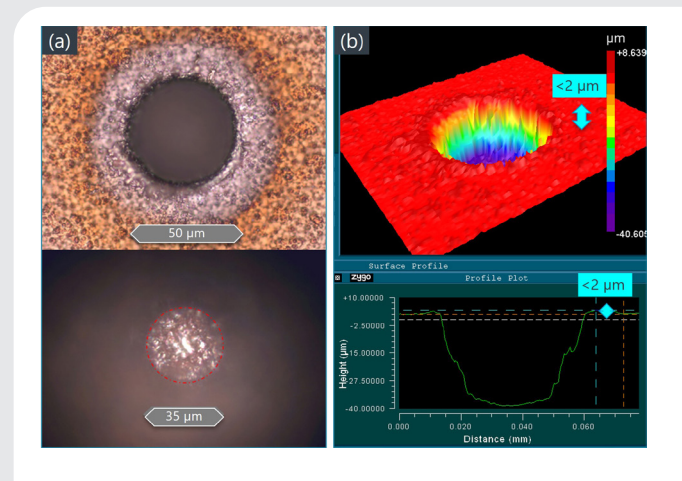 (a)
50 µm
35 µm
(b)
µm
+8.639
<2 µm
-40.605
Surface Profile
zygo
Profile Plot
<2 µm
+10.00000
-2.50000
-15.00000
-27.50000
-40.00000
Height (µm)
0.000
0.020
0.040
0.060
Distance (mm)